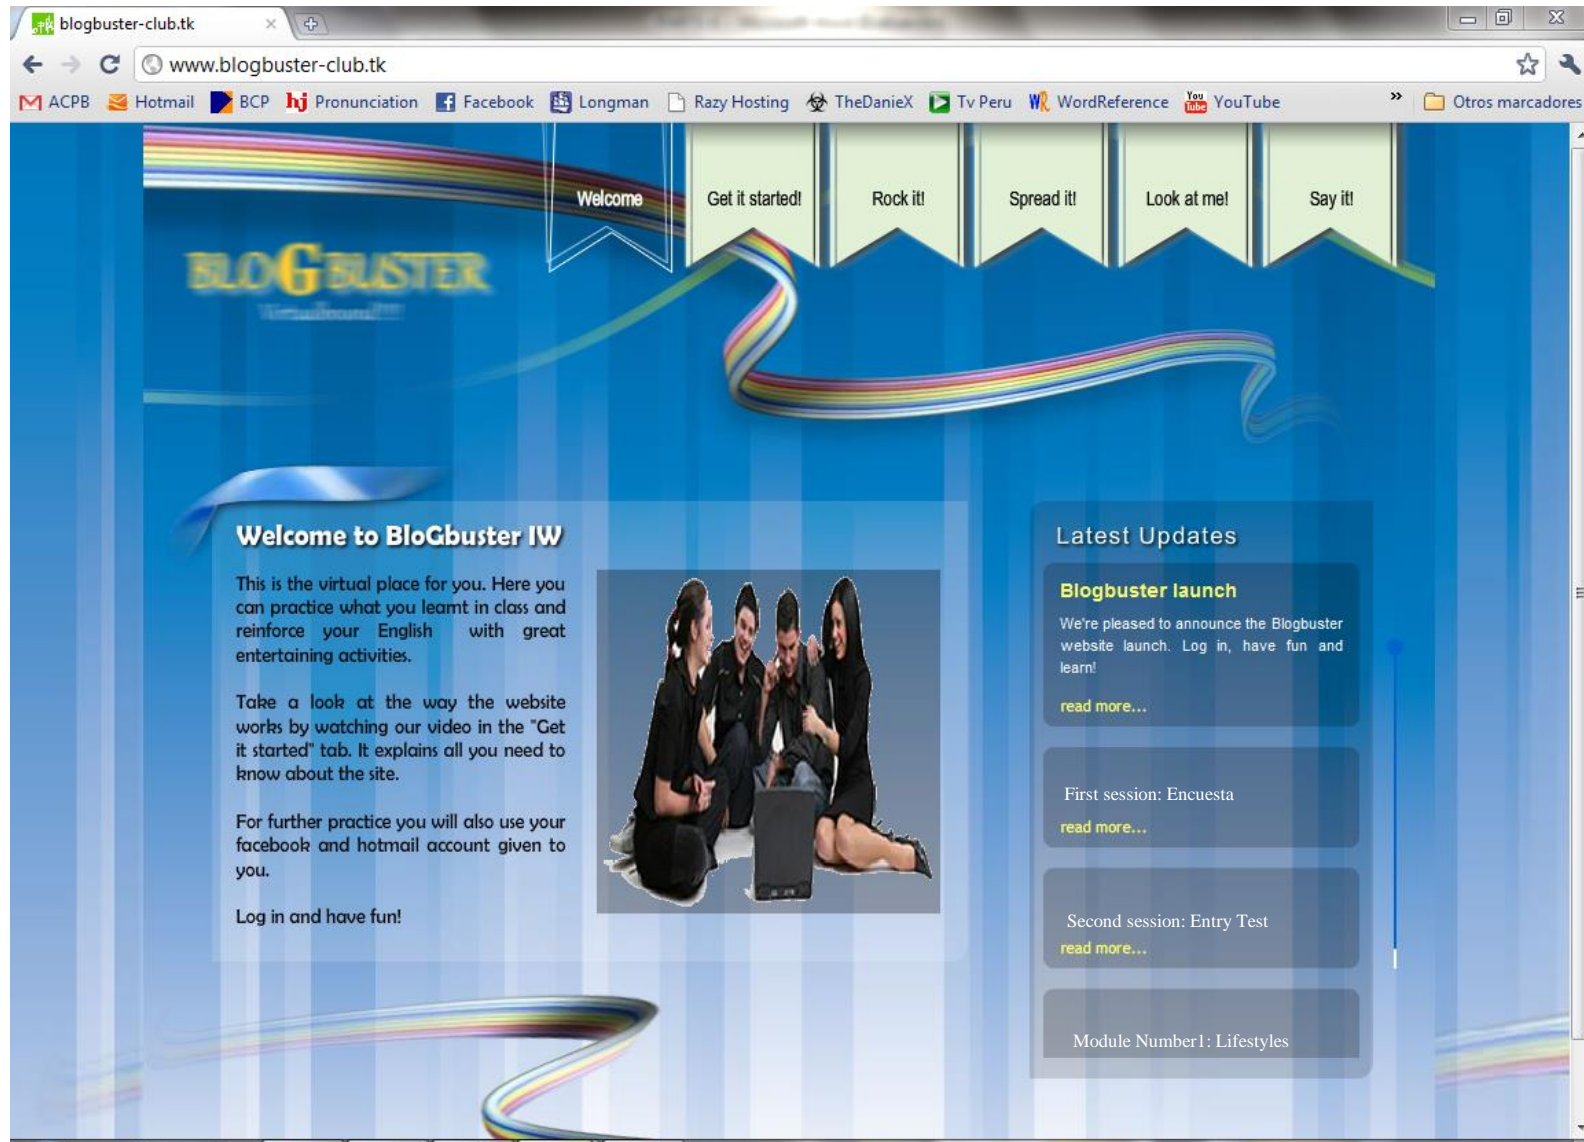 blogbuster-club.tk
www.blogbuster-club.tk
ACPB Hotmail BCP hj Pronunciation Facebook Longman Razy Hosting TheDanieX Tv Peru WordReference YouTube » Otros marcadores
Welcome Get it started! Rock it! Spread it! Look at me! Say it!
BLOGBUSTER
Welcome to BloGbuster IW
This is the virtual place for you. Here you
can practice what you learnt in class and
reinforce your English with great
entertaining activities.
Take a look at the way the website
works by watching our video in the "Get
it started" tab. It explains all you need to
know about the site.
For further practice you will also use your
facebook and hotmail account given to
you.
Log in and have fun!
Latest Updates
Blogbuster launch
We're pleased to announce the Blogbuster
website launch. Log in, have fun and
learn!
read more...
First session: Encuesta
read more...
Second session: Entry Test
read more...
Module Number1: Lifestyles